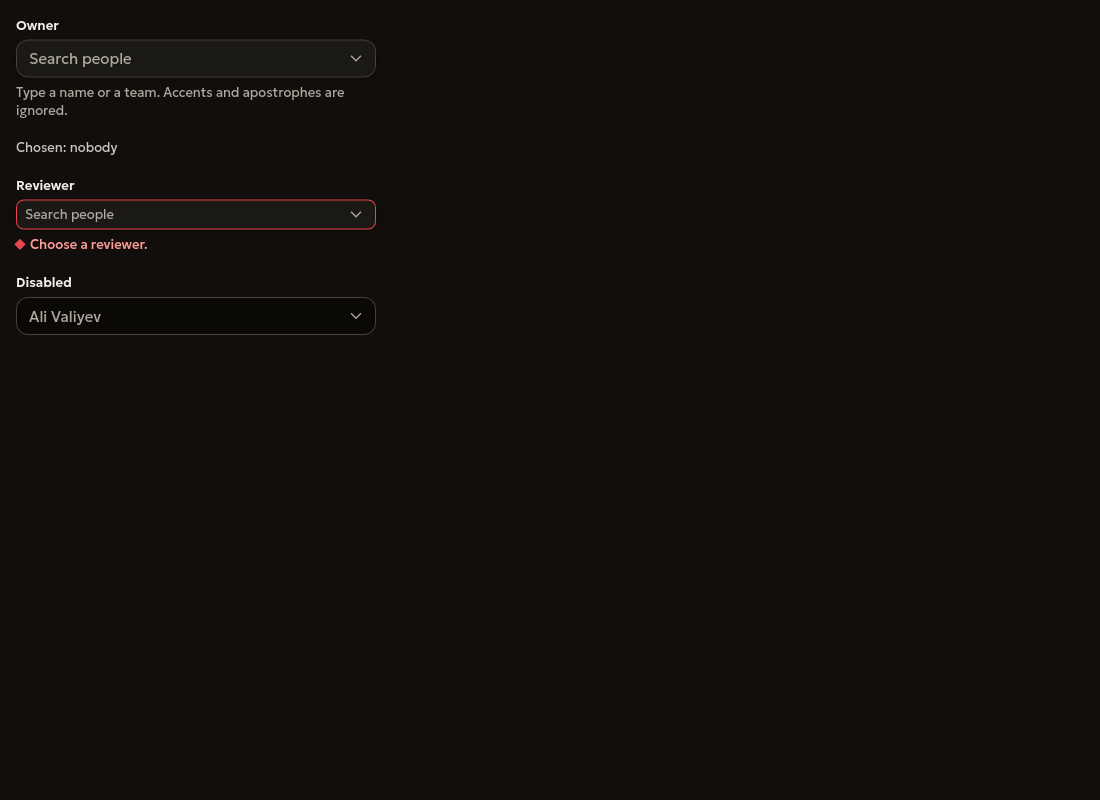 Owner
Search people
Type a name or a team. Accents and apostrophes are
ignored.
Chosen: nobody
Reviewer
Search people
Choose a reviewer.
Disabled
Ali Valiyev